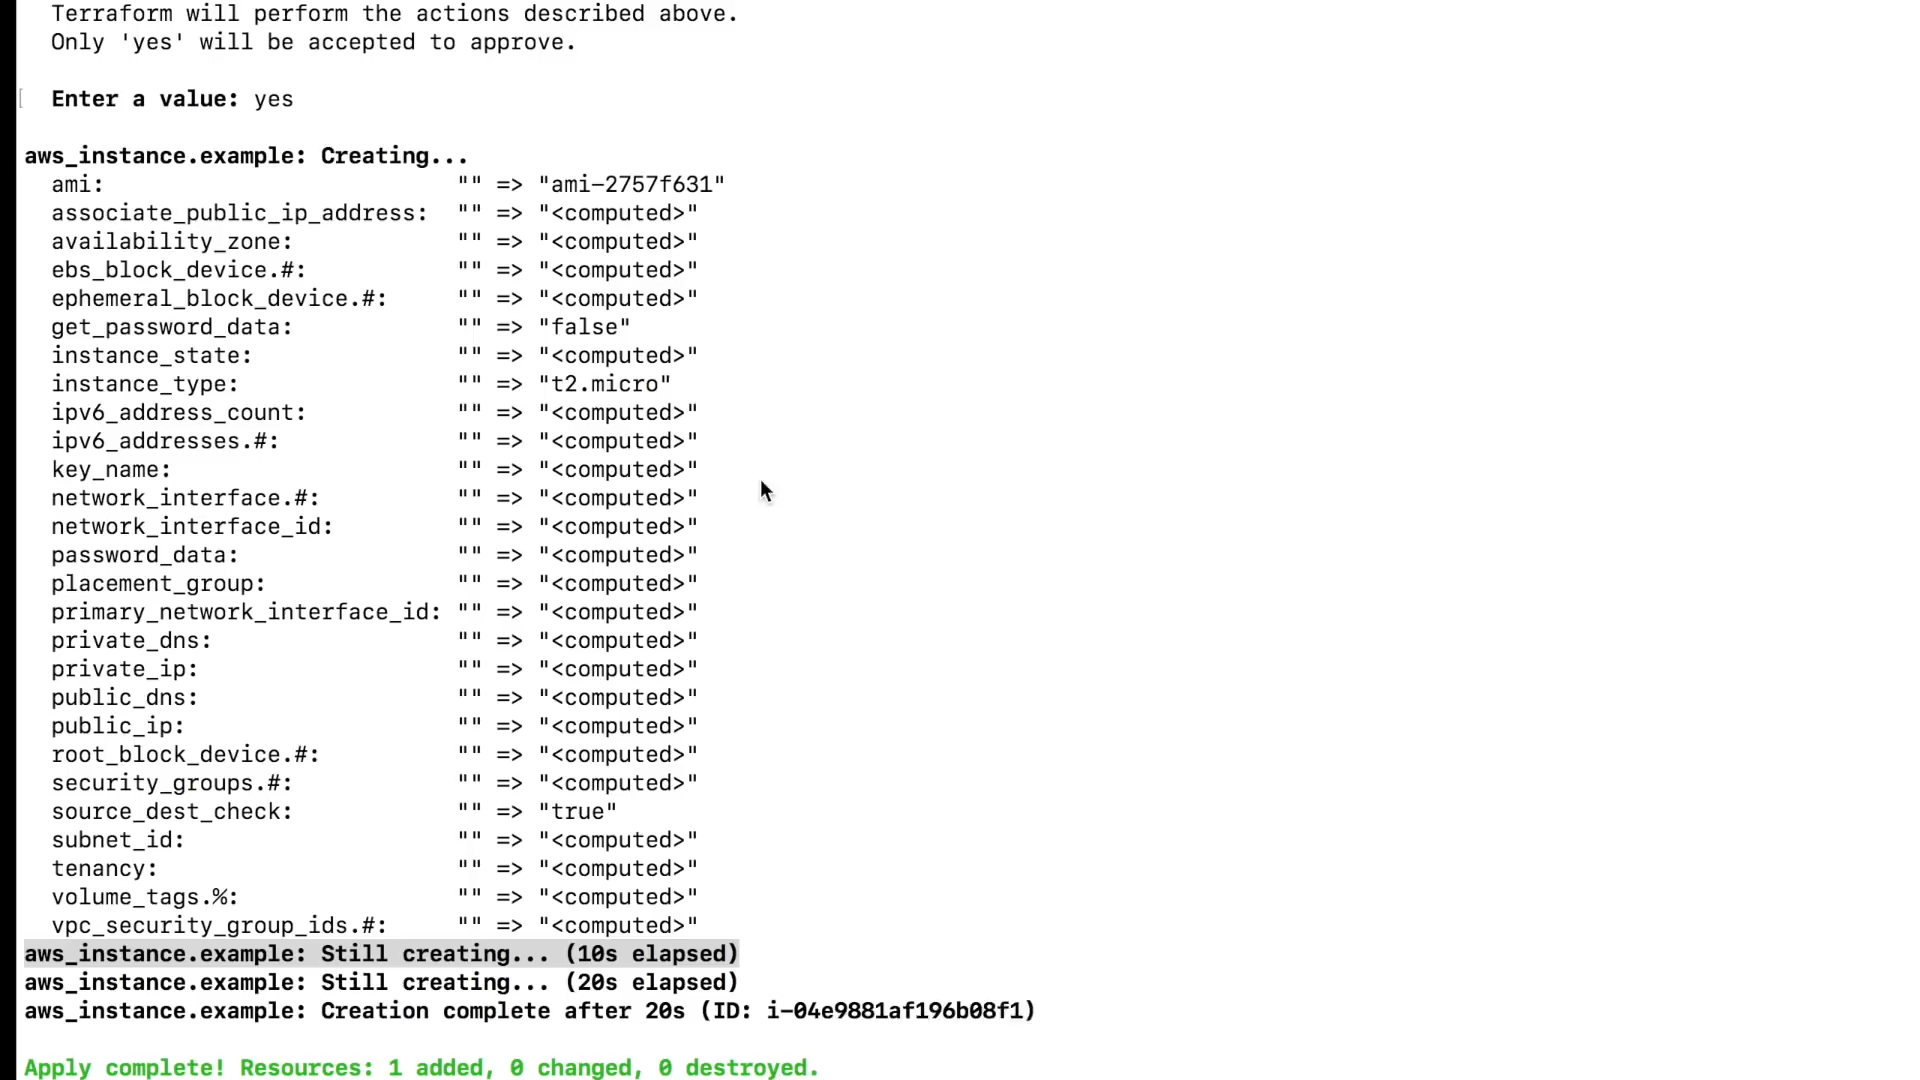 Terraform will perform the actions described above.
Only 'yes' will be accepted to approve.
Enter a value: yes
aws_instance.example: Creating...
ami: "" => "ami-2757f631"
associate_public_ip_address: "" => "<computed>"
availability_zone: "" => "<computed>"
ebs_block_device.#: "" => "<computed>"
ephemeral_block_device.#: "" => "<computed>"
get_password_data: "" => "false"
instance_state: "" => "<computed>"
instance_type: "" => "t2.micro"
ipv6_address_count: "" => "<computed>"
ipv6_addresses.#: "" => "<computed>"
key_name: "" => "<computed>"
network_interface.#: "" => "<computed>"
network_interface_id: "" => "<computed>"
password_data: "" => "<computed>"
placement_group: "" => "<computed>"
primary_network_interface_id: "" => "<computed>"
private_dns: "" => "<computed>"
private_ip: "" => "<computed>"
public_dns: "" => "<computed>"
public_ip: "" => "<computed>"
root_block_device.#: "" => "<computed>"
security_groups.#: "" => "<computed>"
source_dest_check: "" => "true"
subnet_id: "" => "<computed>"
tenancy: "" => "<computed>"
volume_tags.%: "" => "<computed>"
vpc_security_group_ids.#: "" => "<computed>"
aws_instance.example: Still creating... (10s elapsed)
aws_instance.example: Still creating... (20s elapsed)
aws_instance.example: Creation complete after 20s (ID: i-04e9881af196b08f1)
Apply complete! Resources: 1 added, 0 changed, 0 destroyed.